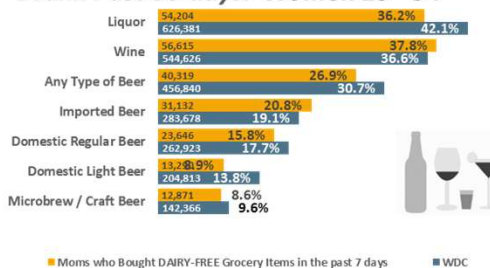 Liquor
54,204 36.2%
626,381 42.1%
Wine
56,615 37.8%
544,626 36.6%
Any Type of Beer
40,319 26.9%
456,840 30.7%
Imported Beer
31,132 20.8%
283,678 19.1%
Domestic Regular Beer
23,646 15.8%
262,923 17.7%
Domestic Light Beer
8.9%
204,813 13.8%
Microbrew / Craft Beer
12,871 8.6%
142,366 9.6%
Moms who Bought DAIRY-FREE Grocery Items in the past 7 days WDC